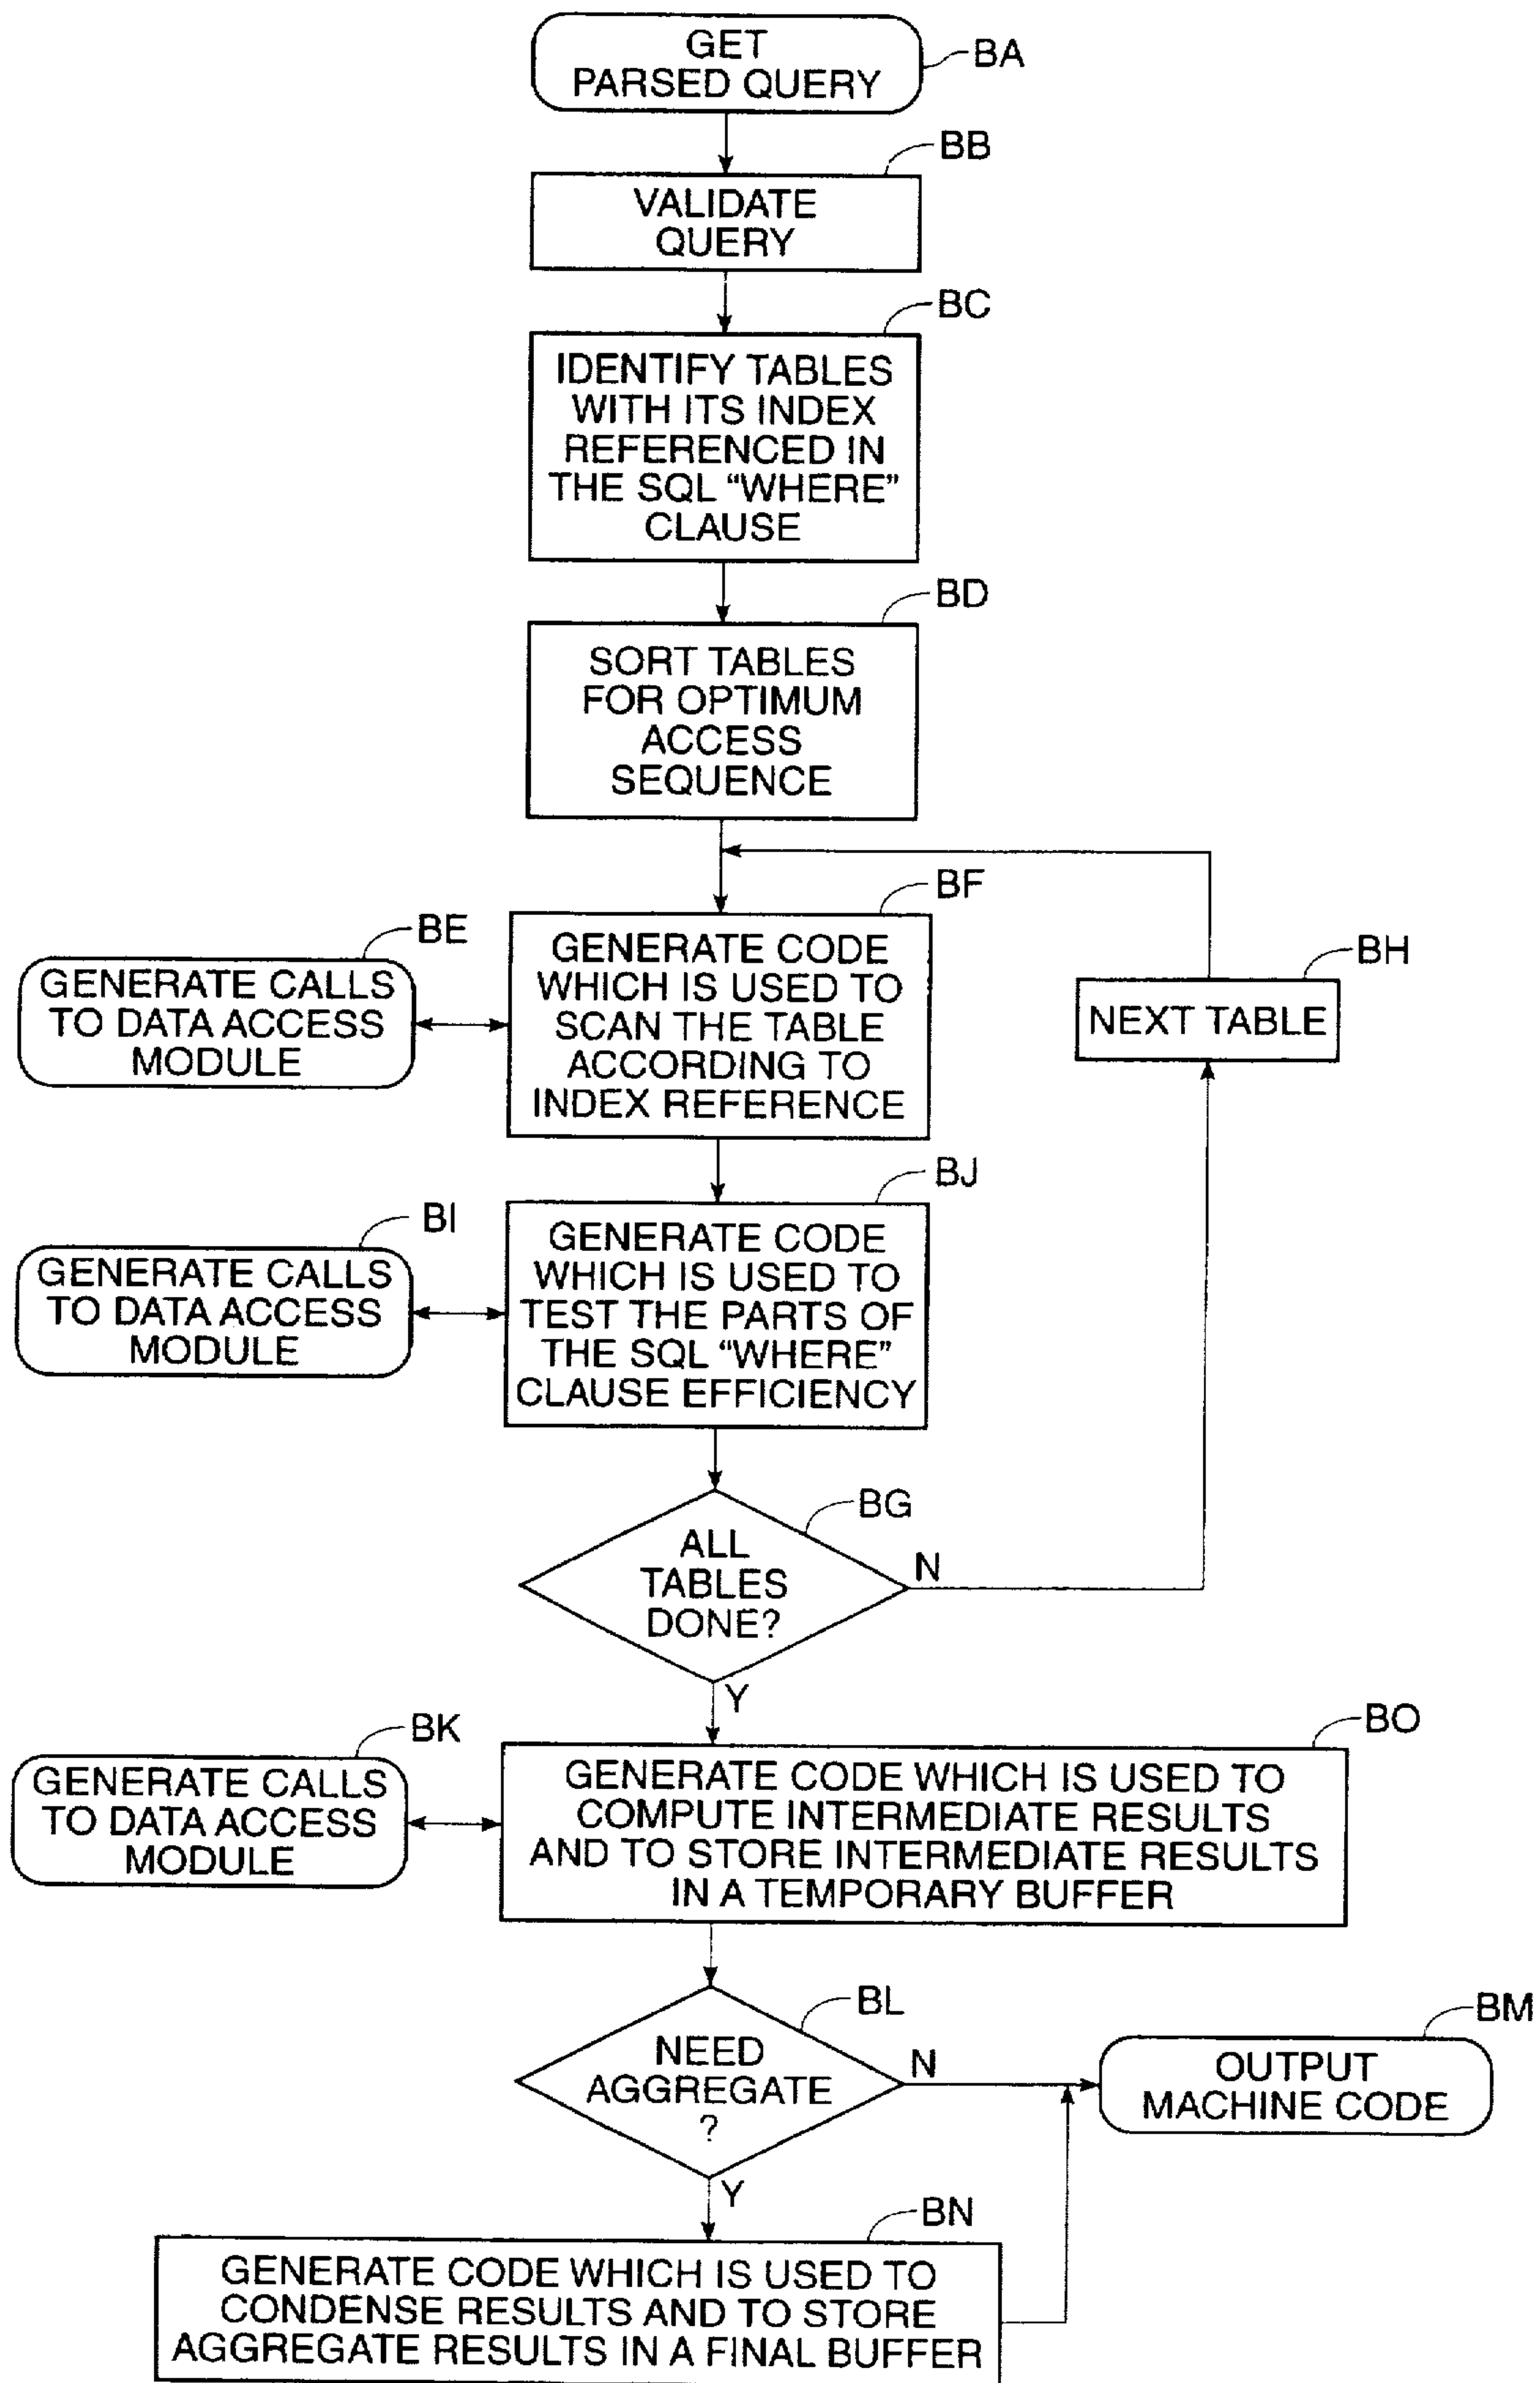 GET
PARSED QUERY
BA
BB
VALIDATE
QUERY
BC
IDENTIFY TABLES
WITH ITS INDEX
REFERENCED IN
THE SQL “WHERE”
CLAUSE
BD
SORT TABLES
FOR OPTIMUM
ACCESS
SEQUENCE
BF
GENERATE CODE
WHICH IS USED TO
SCAN THE TABLE
ACCORDING TO
INDEX REFERENCE
BE
GENERATE CALLS
TO DATA ACCESS
MODULE
BH
NEXT TABLE
BJ
GENERATE CODE
WHICH IS USED TO
TEST THE PARTS OF
THE SQL “WHERE”
CLAUSE EFFICIENCY
BI
GENERATE CALLS
TO DATA ACCESS
MODULE
BG
ALL
TABLES
DONE?
N
Y
BO
GENERATE CODE WHICH IS USED TO
COMPUTE INTERMEDIATE RESULTS
AND TO STORE INTERMEDIATE RESULTS
IN A TEMPORARY BUFFER
BK
GENERATE CALLS
TO DATA ACCESS
MODULE
BL
NEED
AGGREGATE
?
N
BM
OUTPUT
MACHINE CODE
Y
BN
GENERATE CODE WHICH IS USED TO
CONDENSE RESULTS AND TO STORE
AGGREGATE RESULTS IN A FINAL BUFFER